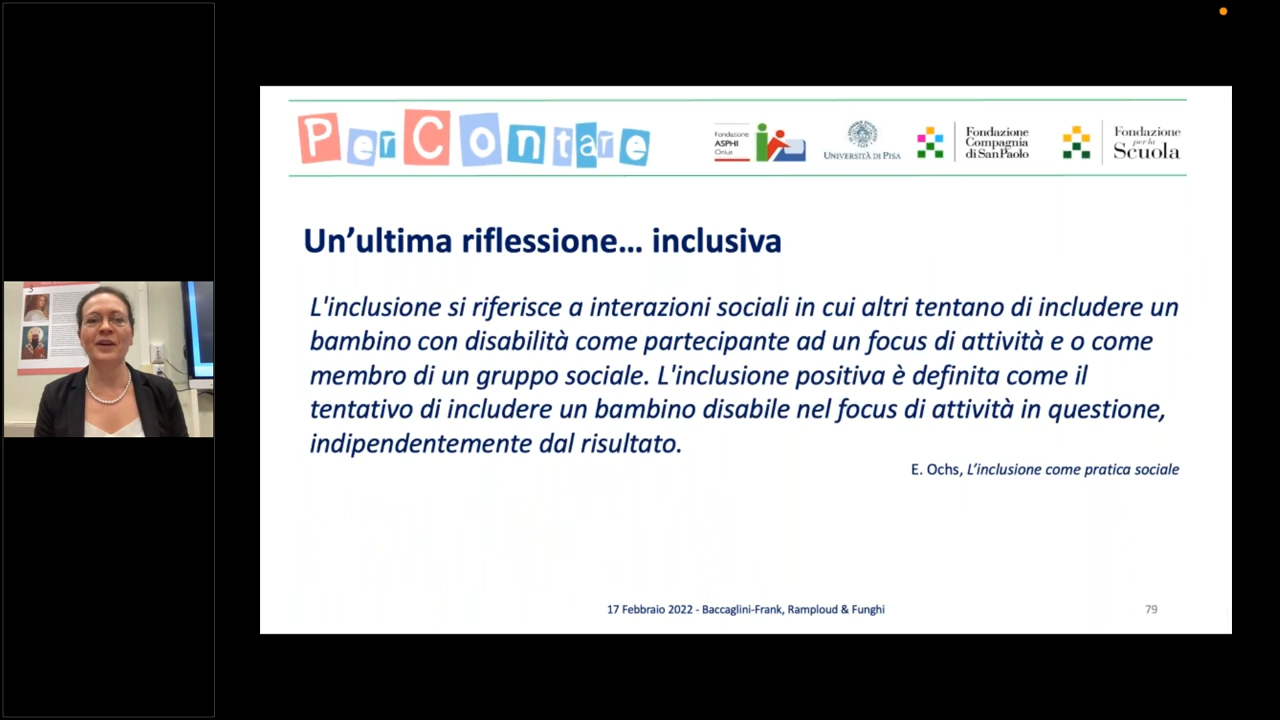 PerContare
Fondazione
ASPHI
Onlus
UNIVERSITÀ DI PISA
Fondazione
Compagnia
di San Paolo
Fondazione
per la
Scuola
Un'ultima riflessione... inclusiva
L'inclusione si riferisce a interazioni sociali in cui altri tentano di includere un
bambino con disabilità come partecipante ad un focus di attività e o come
membro di un gruppo sociale. L'inclusione positiva è definita come il
tentativo di includere un bambino disabile nel focus di attività in questione,
indipendentemente dal risultato.
E. Ochs, L'inclusione come pratica sociale
17 Febbraio 2022 - Baccaglini-Frank, Ramploud & Funghi
79